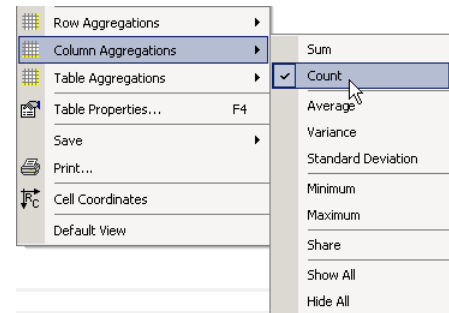 Row Aggregations
Column Aggregations
Table Aggregations
Table Properties... F4
Save
Print...
Cell Coordinates
Default View
Sum
Count
Average
Variance
Standard Deviation
Minimum
Maximum
Share
Show All
Hide All